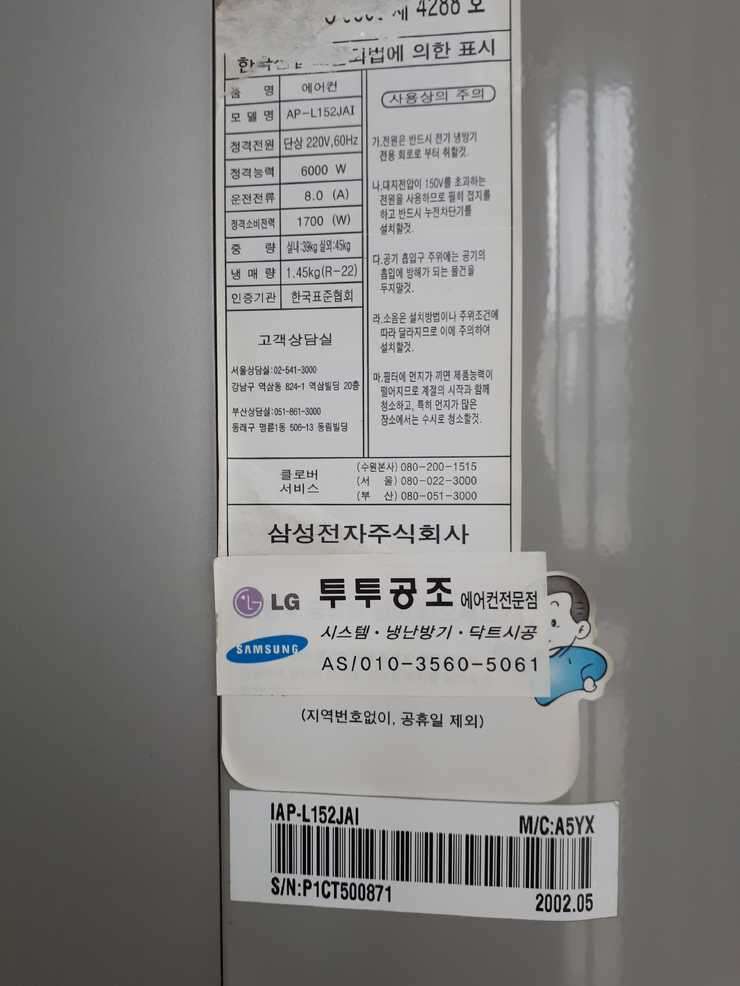 제 4288 호
법에 의한 표시
품 명 에어컨
모 델 명 AP-L152JAI
정격전원 단상 220V,60Hz
정격능력 6000 W
운전전류 8.0 (A)
정격소비전력 1700 (W)
중 량 실내:39kg 실외:45kg
냉 매 량 1.45kg(R-22)
인증기관 한국표준협회
고객상담실
서울상담실:02-541-3000
강남구 역삼동 824-1 역삼빌딩 20층
부산상담실:051-861-3000
동래구 명륜1동 506-13 동림빌딩
사용상의 주의
가.전원은 반드시 전기 냉방기
전용 회로로 부터 취할것.
나.대지전압이 150V를 초과하는
전원을 사용하므로 필히 접지를
하고 반드시 누전차단기를
설치할것.
다.공기 흡입구 주위에는 공기의
흡입에 방해가 되는 물건을
두지말것.
라.소음은 설치방법이나 주위조건에
따라 달라지므로 이에 주의하여
설치할것.
마.필터에 먼지가 끼면 제품능력이
떨어지므로 계절의 시작과 함께
청소하고, 특히 먼지가 많은
장소에서는 수시로 청소할것.
클로버
서비스
(수원본사) 080-200-1515
(서 울) 080-022-3000
(부 산) 080-051-3000
삼성전자주식회사
LG 투투공조 에어컨전문점
시스템·냉난방기·닥트시공
SAMSUNG
AS/010-3560-5061
(지역번호없이, 공휴일 제외)
IAP-L152JAI
M/C:A5YX
S/N:P1CT500871
2002.05